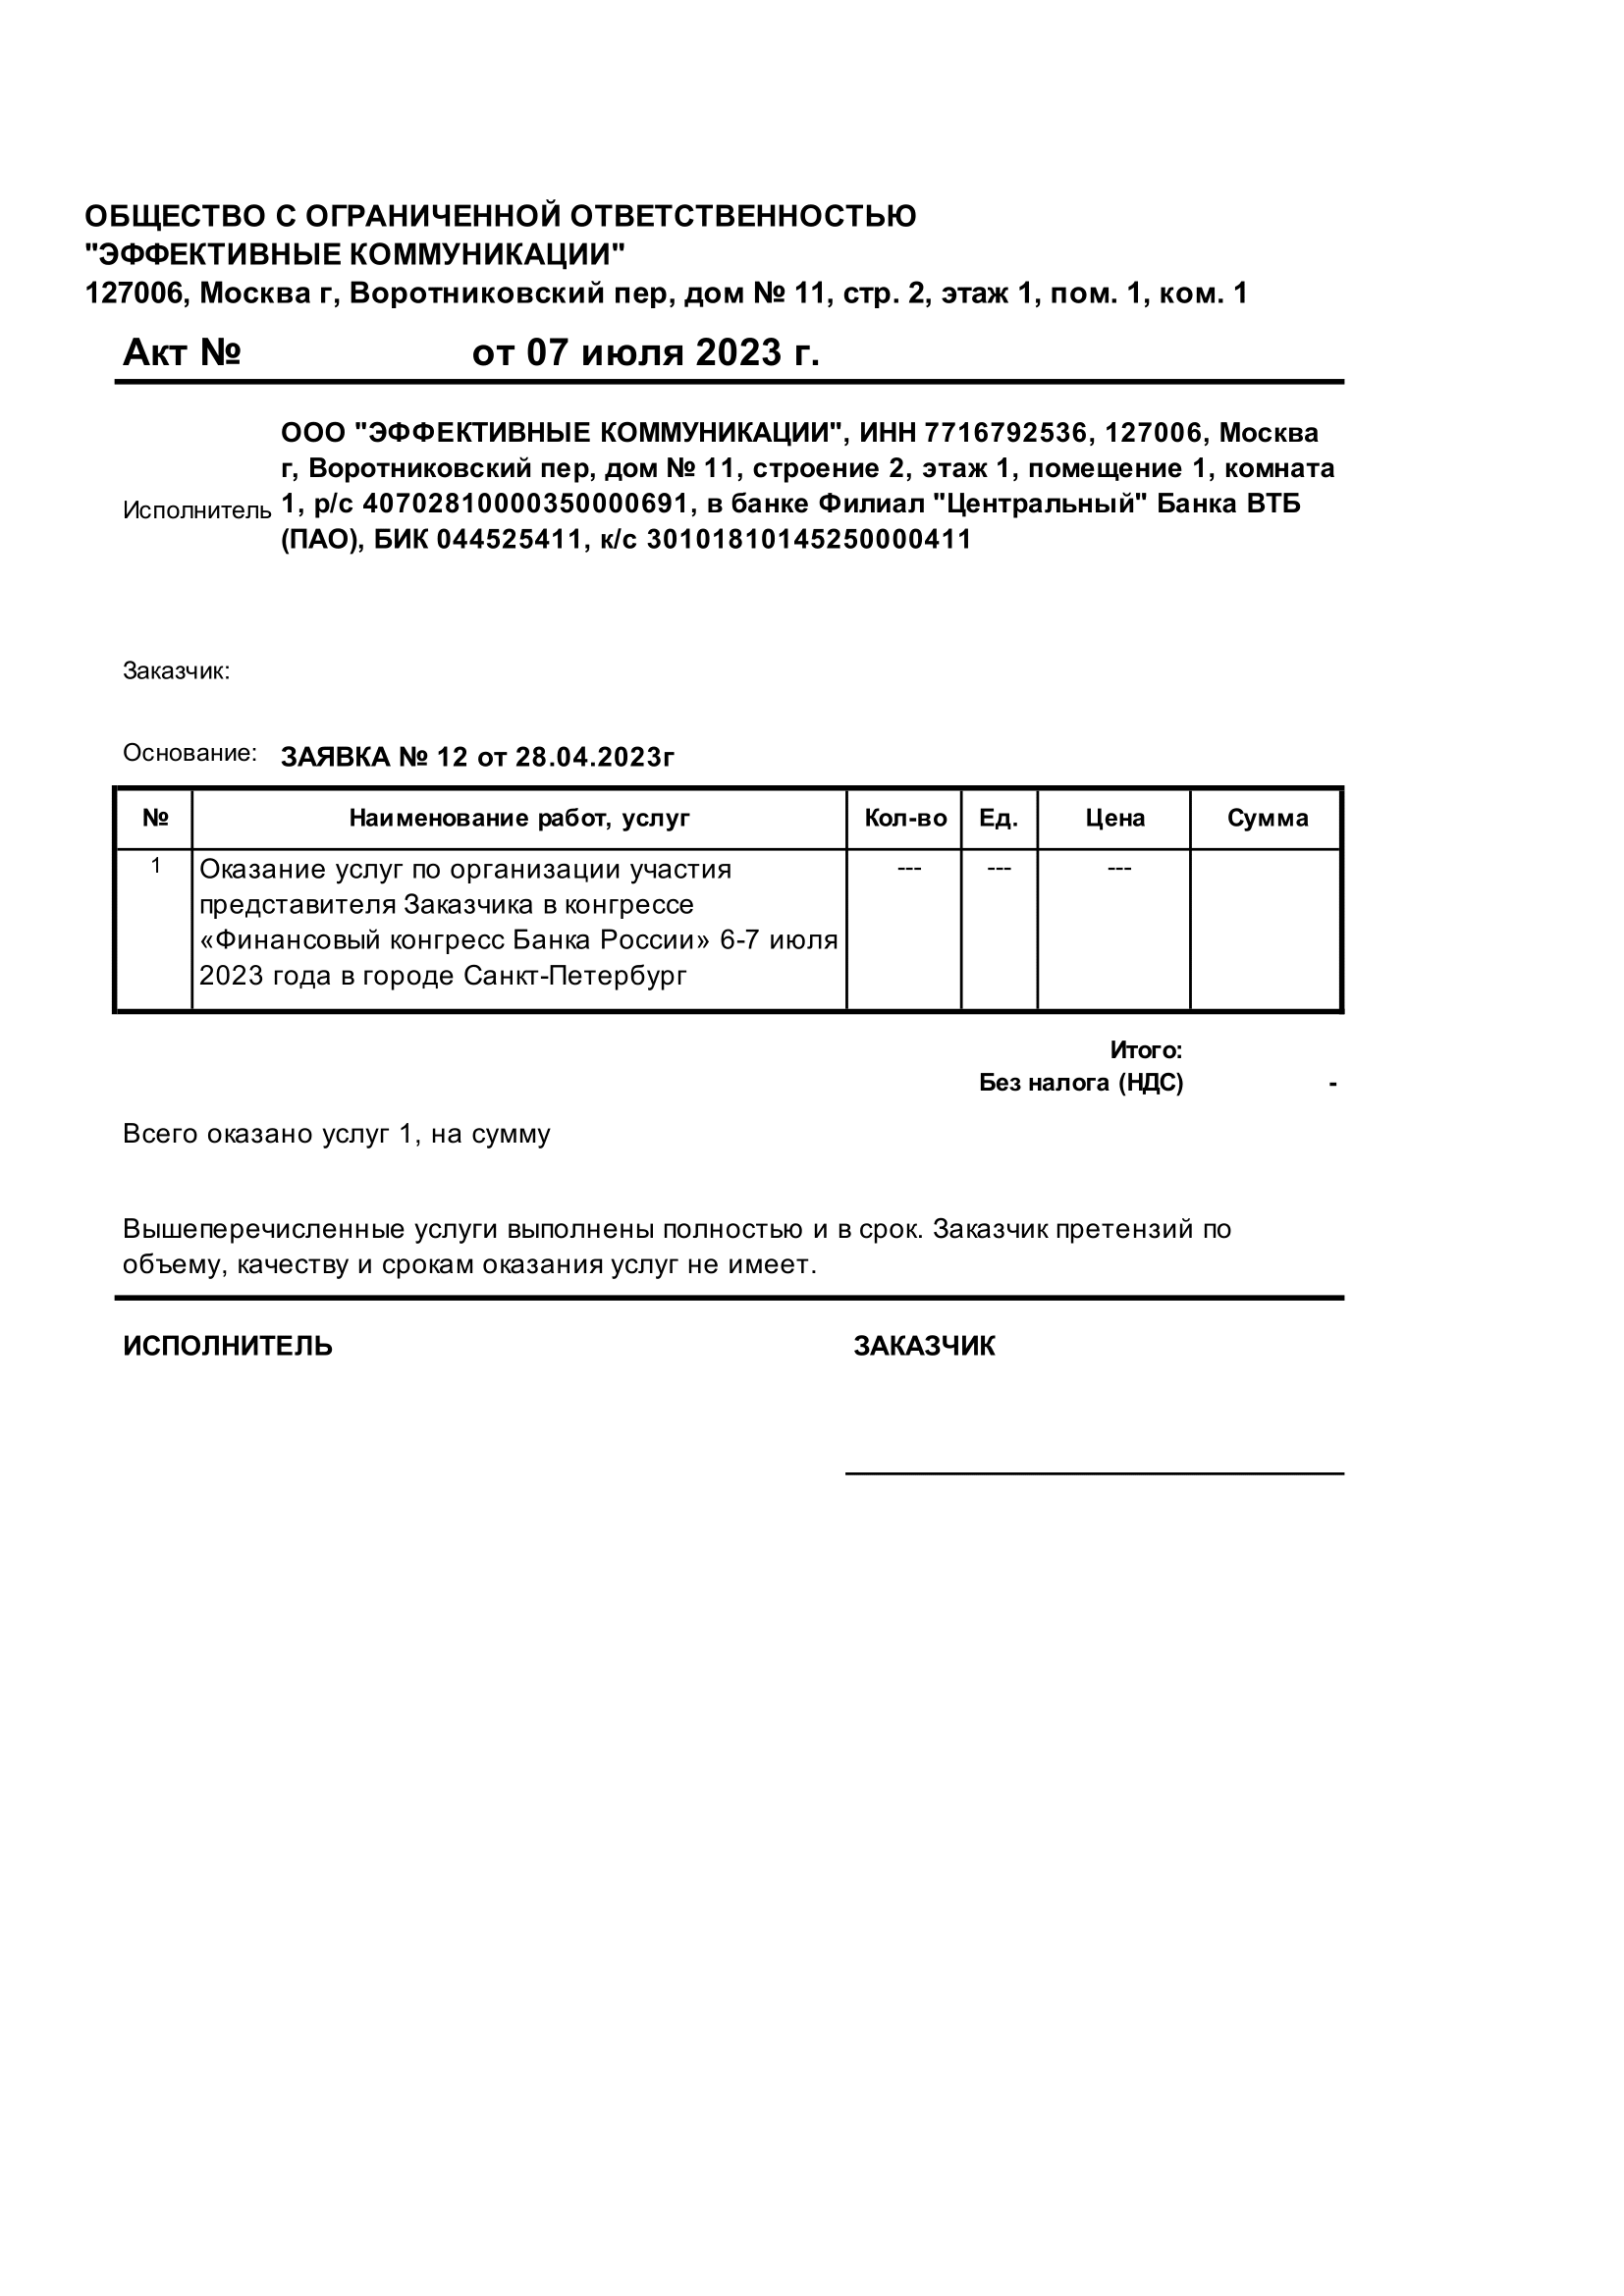 ОБЩЕСТВО С ОГРАНИЧЕННОЙ ОТВЕТСТВЕННОСТЬЮ
"ЭФФЕКТИВНЫЕ КОММУНИКАЦИИ"
127006, Москва г, Воротниковский пер, дом № 11, стр. 2, этаж 1, пом. 1, ком. 1
Акт № от 07 июля 2023 г.
ООО "ЭФФЕКТИВНЫЕ КОММУНИКАЦИИ", ИНН 7716792536, 127006, Москва
г, Воротниковский пер, дом № 11, строение 2, этаж 1, помещение 1, комната
Исполнитель 1, р/с 40702810000350000691, в банке Филиал "Центральный" Банка ВТБ
(ПАО), БИК 044525411, к/с 30101810145250000411
Заказчик:
Основание: ЗАЯВКА № 12 от 28.04.2023г
№ Наименование работ, услуг Кол-во Ед. Цена Сумма
1 Оказание услуг по организации участия --- --- ---
представителя Заказчика в конгрессе
«Финансовый конгресс Банка России» 6-7 июля
2023 года в городе Санкт-Петербург
Итого:
Без налога (НДС) -
Всего оказано услуг 1, на сумму
Вышеперечисленные услуги выполнены полностью и в срок. Заказчик претензий по
объему, качеству и срокам оказания услуг не имеет.
ИСПОЛНИТЕЛЬ ЗАКАЗЧИК